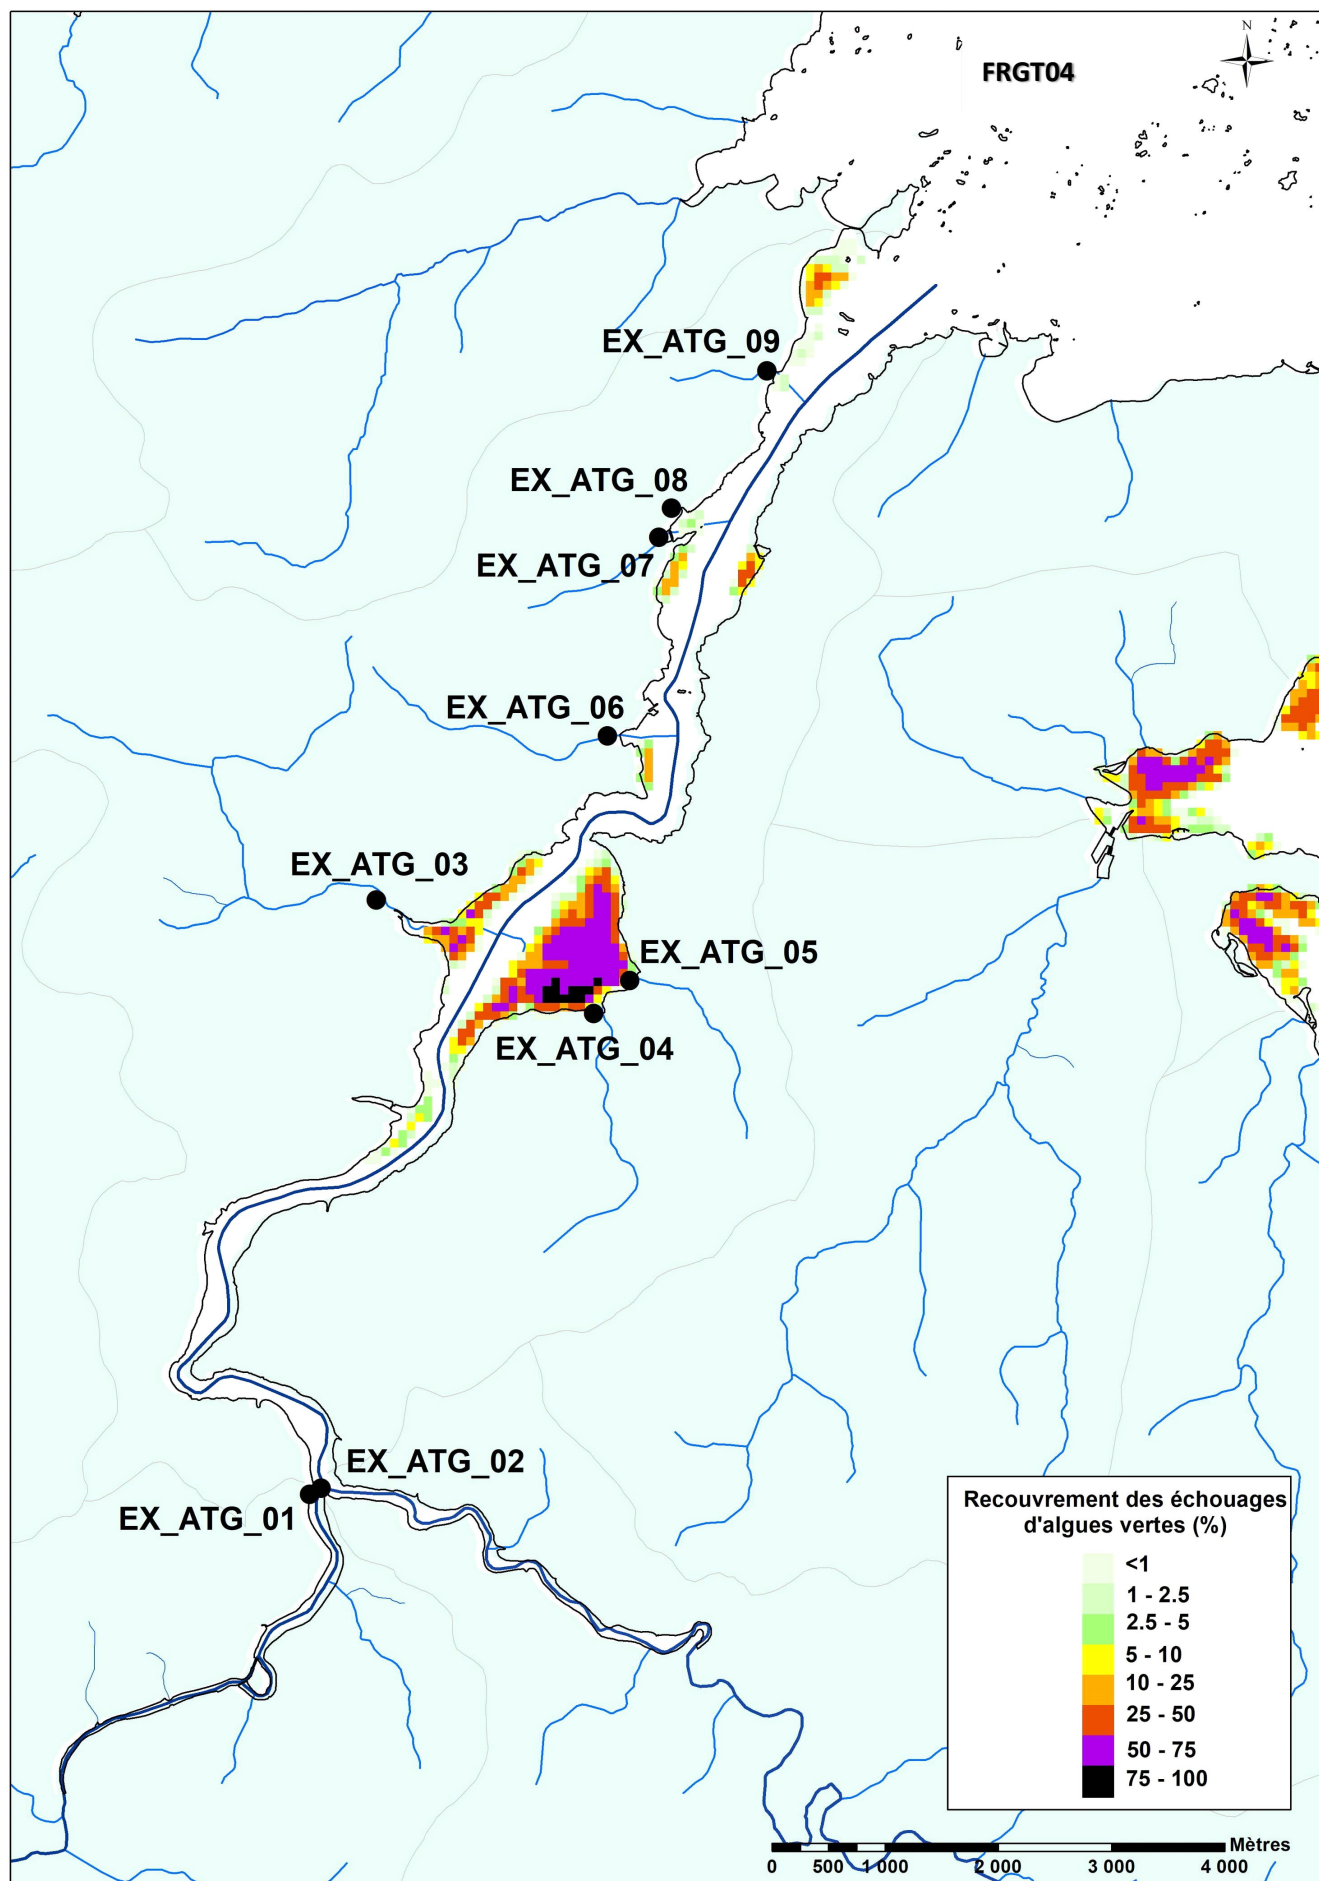 N
FRGT04
EX_ATG_09
EX_ATG_08
EX_ATG_07
EX_ATG_06
EX_ATG_03
EX_ATG_05
EX_ATG_04
EX_ATG_02
EX_ATG_01
Recouvrement des échouages
d'algues vertes (%)
<1
1 - 2.5
2.5 - 5
5 - 10
10 - 25
25 - 50
50 - 75
75 - 100
Mètres
0 500 1 000 2 000 3 000 4 000